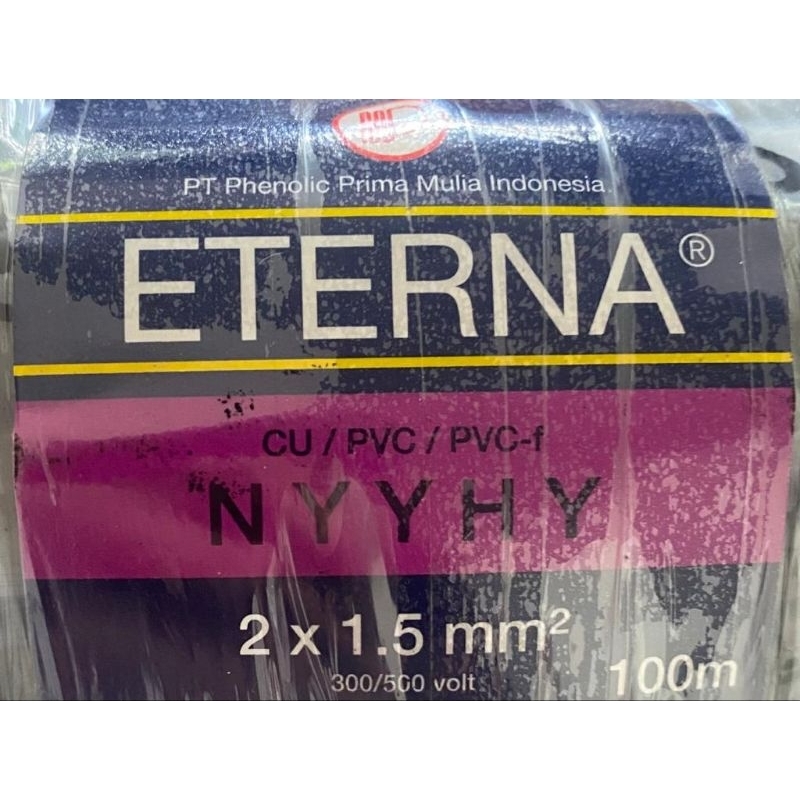 PT Phenolic Prima Mulia Indonesia.
ETERNA®
CU / PVC / PVC-f
NYYHY
2 x 1.5 mm²
300/500 volt
100m